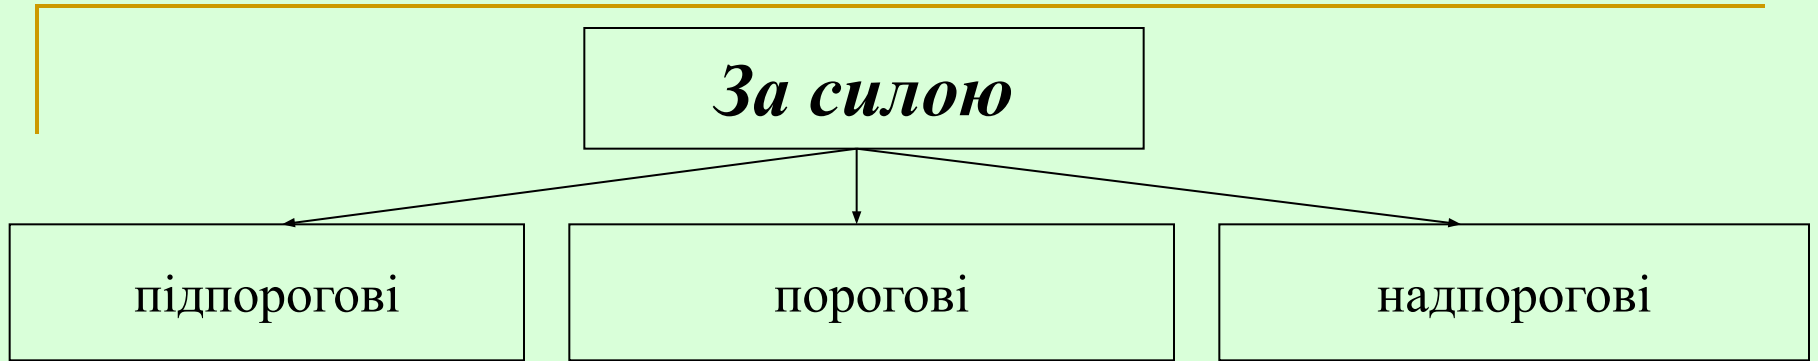 За силою
підпорогові
порогові
надпорогові